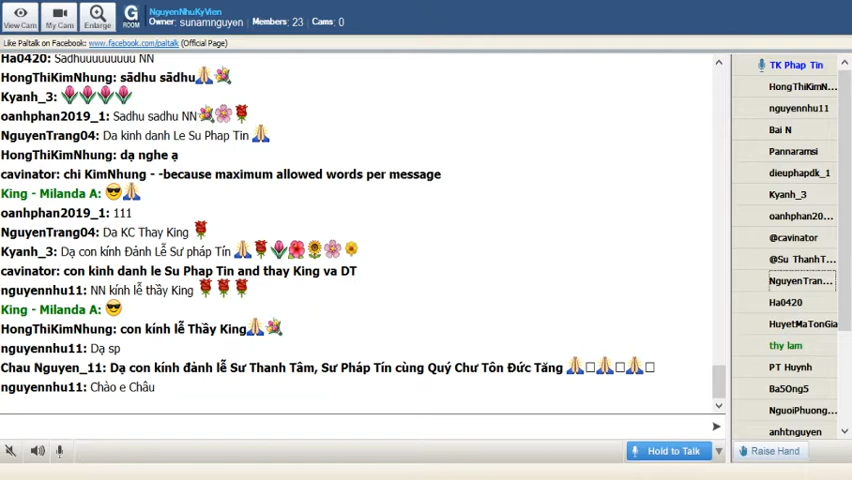 View Cam
My Cam
Enlarge
G
ROOM
NguyenNhuKyVien
Owner: sunamnguyen Members: 23 Cams: 0
Like Paltalk on Facebook: www.facebook.com/paltalk (Official Page)
Ha0420: Sadhuuuuuuuuu NN
HongThiKimNhung: sādhu sādhu
Kyanh_3:
oanhphan2019_1: Sadhu sadhu NN
NguyenTrang04: Da kinh danh Le Su Phap Tin
HongThiKimNhung: dạ nghe ạ
cavinator: chi KimNhung - -because maximum allowed words per message
King - Milanda A:
oanhphan2019_1: 111
NguyenTrang04: Da KC Thay King
Kyanh_3: Dạ con kính Đảnh Lễ Sư pháp Tín
cavinator: con kinh danh le Su Phap Tin and thay King va DT
nguyennhu11: NN kính lễ thầy King
King - Milanda A:
HongThiKimNhung: con kính lễ Thầy King
nguyennhu11: Dạ sp
Chau Nguyen_11: Dạ con kính đảnh lễ Sư Thanh Tâm, Sư Pháp Tín cùng Quý Chư Tôn Đức Tăng
nguyennhu11: Chào e Châu
Hold to Talk
TK Phap Tin
HongThiKimN...
nguyennhu11
Bai N
Pannaramsi
dieuphapdk_1
Kyanh_3
oanhphan20...
@cavinator
@Su ThanhT...
NguyenTran...
Ha0420
HuyetMaTonGia
thy lam
PT Huynh
Ba5Ong5
NguoiPhuong...
anhtnguyen
Raise Hand